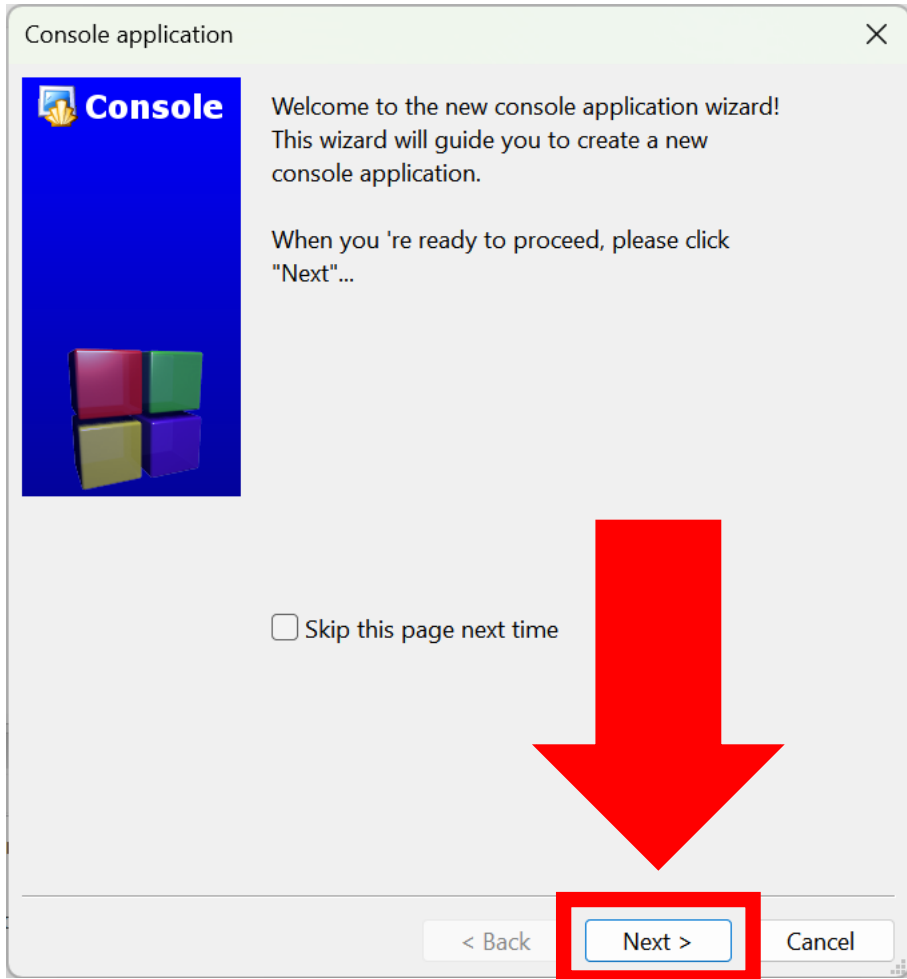 Console application
Console
Welcome to the new console application wizard!
This wizard will guide you to create a new
console application.
When you 're ready to proceed, please click
"Next"...
Skip this page next time
< Back
Next >
Cancel